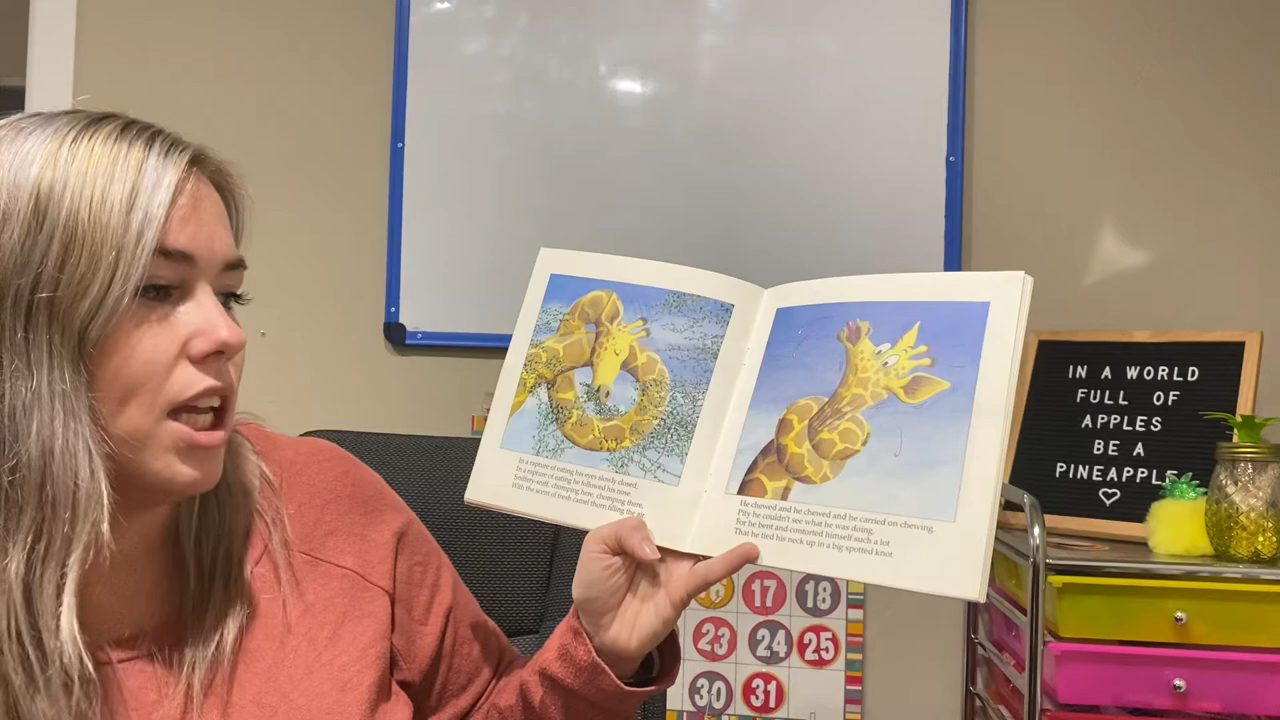 In a rapture of eating his eyes slowly closed;
In a rapture of eating he followed his nose.
Sniffety-sniff, chomping here, chomping there,
With the scent of fresh camel thorn filling the air.
He chewed and he chewed and he carried on chewing.
Pity he couldn't see what he was doing,
For he bent and contorted himself such a lot
That he tied his neck up in a big spotted knot.
IN A WORLD
FULL OF
APPLES
BE A
PINEAPPLE
16 17 18
23 24 25
30 31